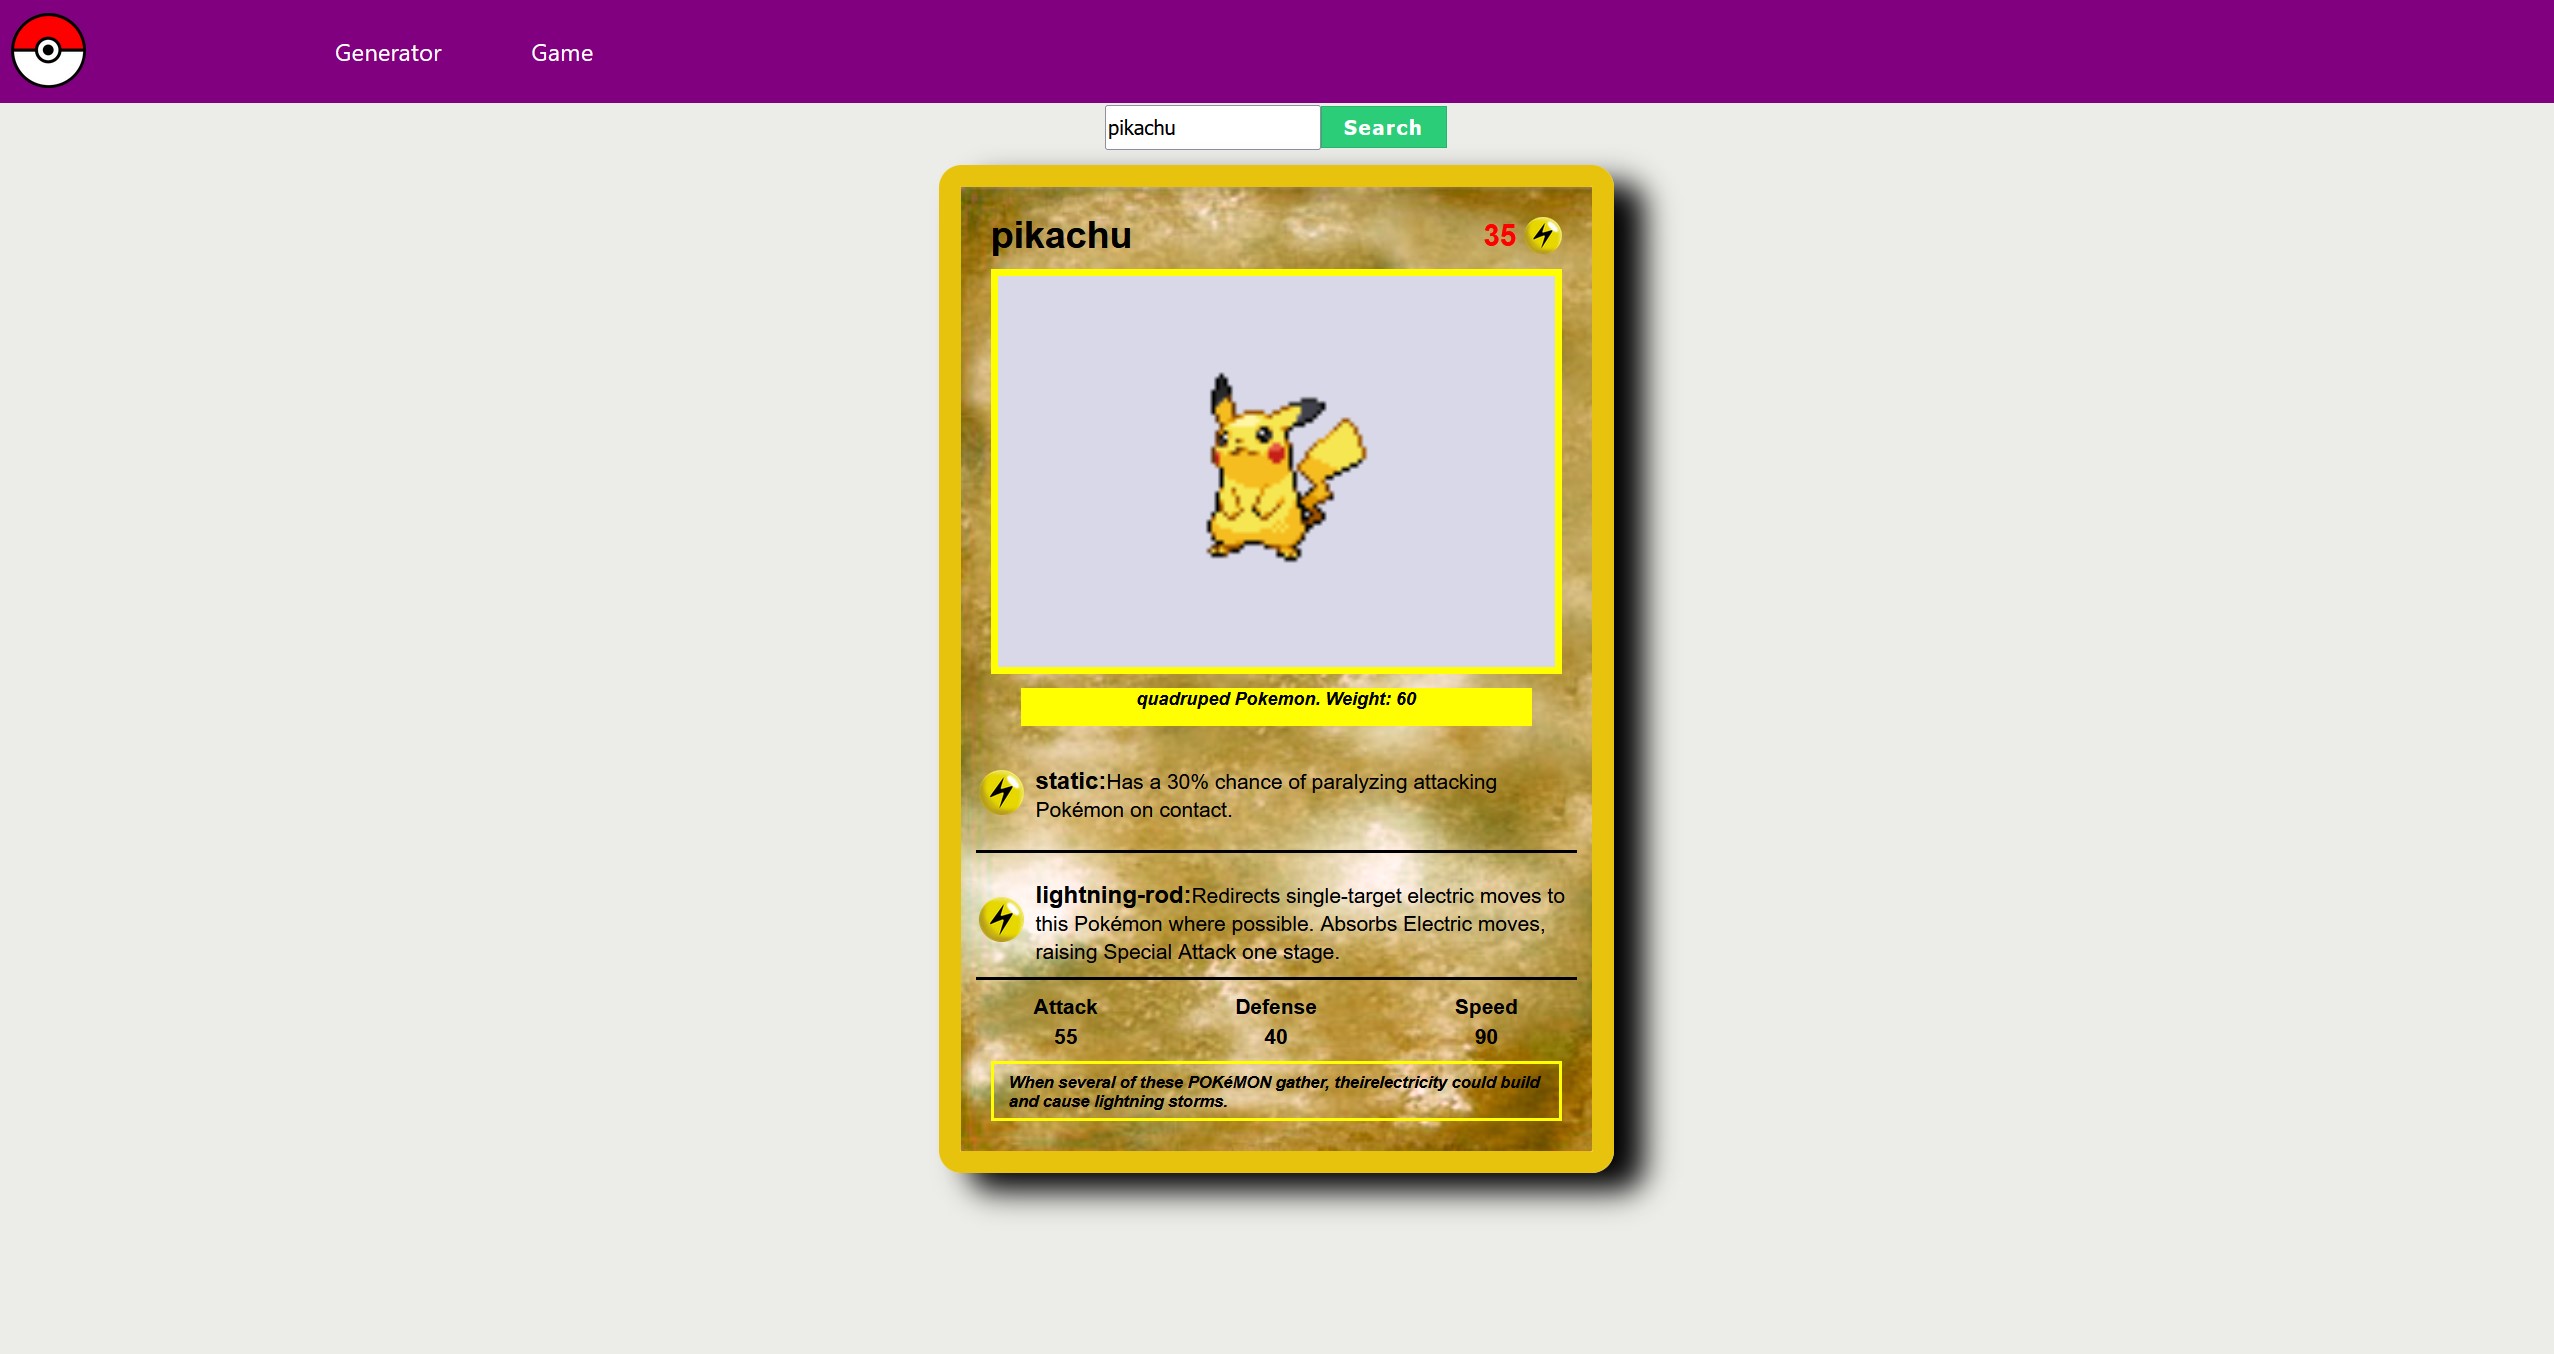 Generator Game
pikachu Search
pikachu 35
quadruped Pokemon. Weight: 60
static:Has a 30% chance of paralyzing attacking
Pokémon on contact.
lightning-rod:Redirects single-target electric moves to
this Pokémon where possible. Absorbs Electric moves,
raising Special Attack one stage.
Attack Defense Speed
55 40 90
When several of these POKéMON gather, theirelectricity could build
and cause lightning storms.